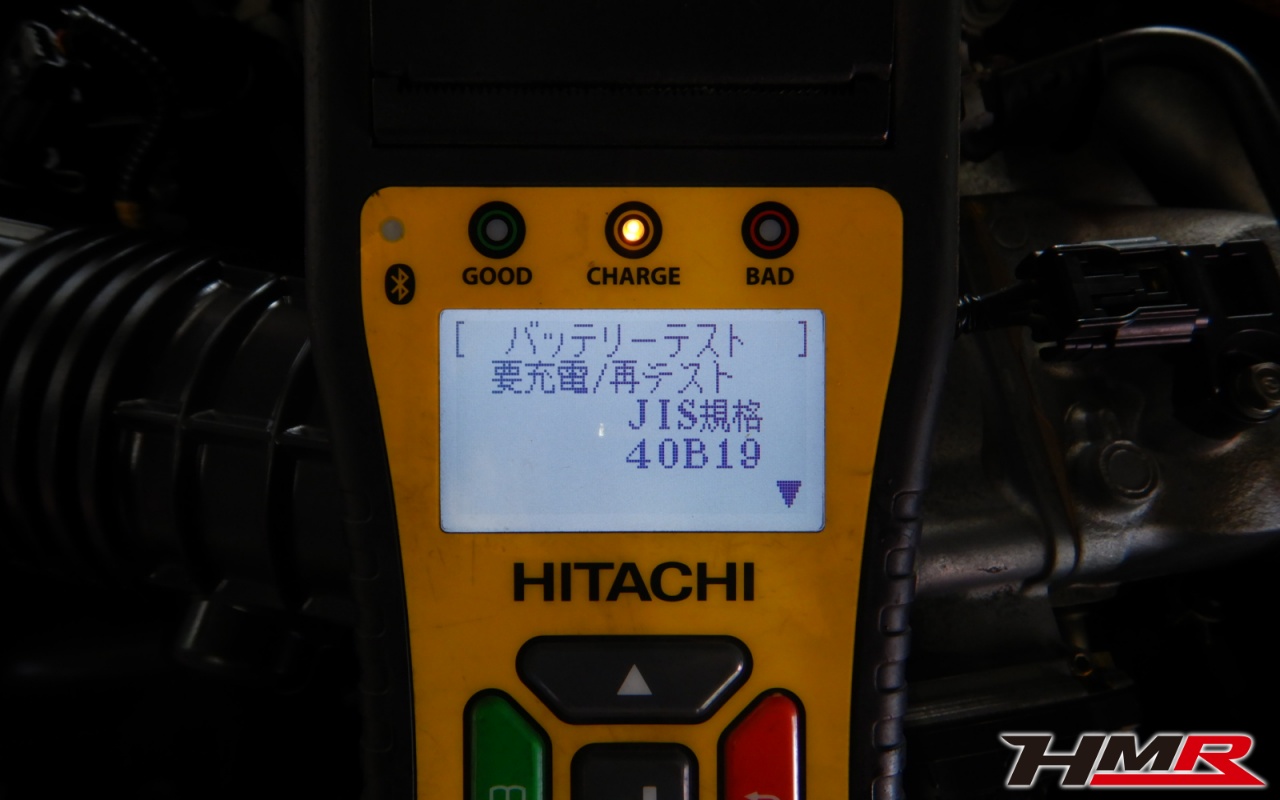 GOOD CHARGE BAD
[ バッテリーテスト ]
要充電/再テスト
JIS規格
40B19
HITACHI
HMR